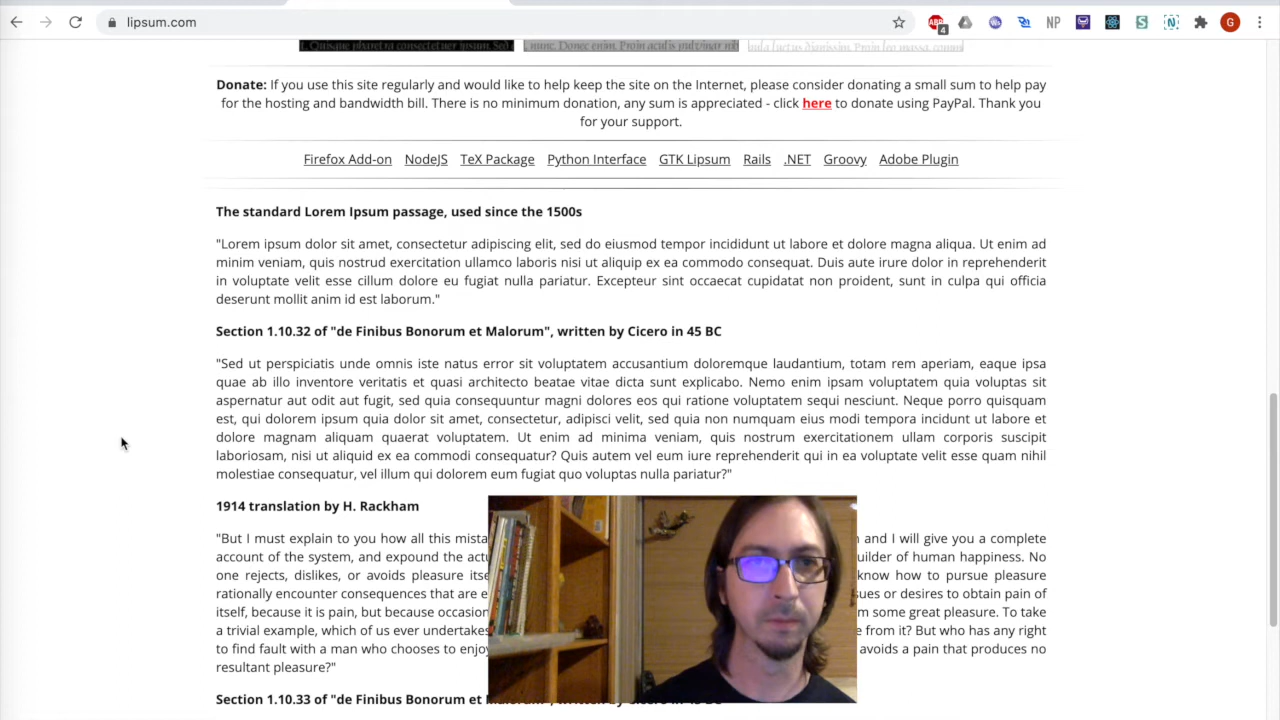 lipsum.com
ABP
4
NP
G
Donate: If you use this site regularly and would like to help keep the site on the Internet, please consider donating a small sum to help pay
for the hosting and bandwidth bill. There is no minimum donation, any sum is appreciated - click here to donate using PayPal. Thank you
for your support.
Firefox Add-on NodeJS TeX Package Python Interface GTK Lipsum Rails .NET Groovy Adobe Plugin
The standard Lorem Ipsum passage, used since the 1500s
"Lorem ipsum dolor sit amet, consectetur adipiscing elit, sed do eiusmod tempor incididunt ut labore et dolore magna aliqua. Ut enim ad
minim veniam, quis nostrud exercitation ullamco laboris nisi ut aliquip ex ea commodo consequat. Duis aute irure dolor in reprehenderit
in voluptate velit esse cillum dolore eu fugiat nulla pariatur. Excepteur sint occaecat cupidatat non proident, sunt in culpa qui officia
deserunt mollit anim id est laborum."
Section 1.10.32 of "de Finibus Bonorum et Malorum", written by Cicero in 45 BC
"Sed ut perspiciatis unde omnis iste natus error sit voluptatem accusantium doloremque laudantium, totam rem aperiam, eaque ipsa
quae ab illo inventore veritatis et quasi architecto beatae vitae dicta sunt explicabo. Nemo enim ipsam voluptatem quia voluptas sit
aspernatur aut odit aut fugit, sed quia consequuntur magni dolores eos qui ratione voluptatem sequi nesciunt. Neque porro quisquam
est, qui dolorem ipsum quia dolor sit amet, consectetur, adipisci velit, sed quia non numquam eius modi tempora incidunt ut labore et
dolore magnam aliquam quaerat voluptatem. Ut enim ad minima veniam, quis nostrum exercitationem ullam corporis suscipit
laboriosam, nisi ut aliquid ex ea commodi consequatur? Quis autem vel eum iure reprehenderit qui in ea voluptate velit esse quam nihil
molestiae consequatur, vel illum qui dolorem eum fugiat quo voluptas nulla pariatur?"
1914 translation by H. Rackham
"But I must explain to you how all this and I will give you a complete
account of the system, and expound the of human happiness. No
one rejects, dislikes, or avoids pleasure know how to pursue pleasure
rationally encounter consequences that are or desires to obtain pain of
itself, because it is pain, but because some great pleasure. To take
a trivial example, which of us ever from it? But who has any right
to find fault with a man who chooses to avoids a pain that produces no
resultant pleasure?"
Section 1.10.33 of "de Finibus Bonorum et